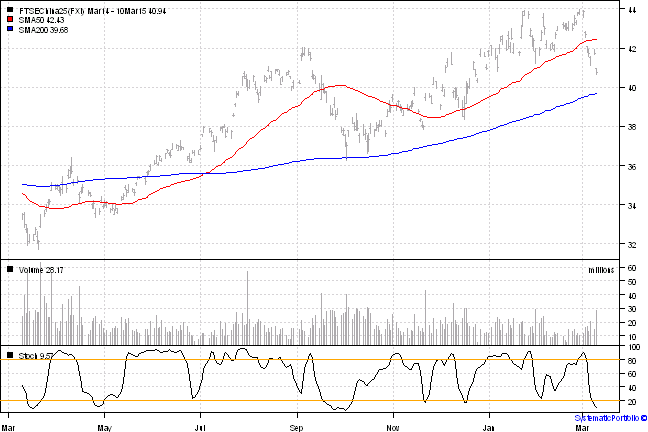 FTSEChina25(FXI) Mar14 - 10Mar15 40.94
SMA50 42.43
SMA200 39.68
44
42
40
38
36
34
32
Volume 28.17
millions
60
50
40
30
20
10
Stoch 9.57
100
80
60
40
20
Mar May Jul Sep Nov Jan Mar
SystematicPortfolio ©